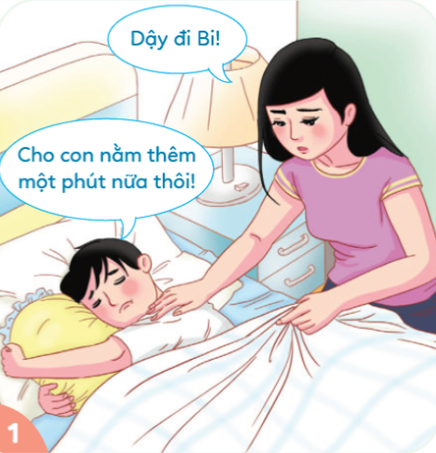 Dậy đi Bi!
Cho con nằm thêm
một phút nữa thôi!
1